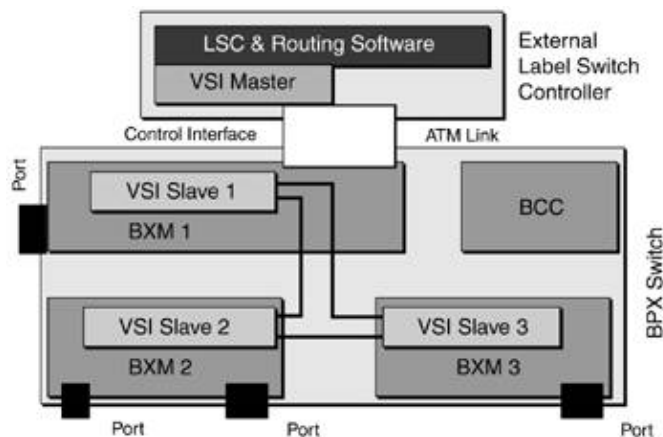 LSC & Routing Software
VSI Master
External
Label Switch
Controller
Control Interface
ATM Link
Port
VSI Slave 1
BXM 1
BCC
BPX Switch
VSI Slave 2
BXM 2
VSI Slave 3
BXM 3
Port
Port
Port